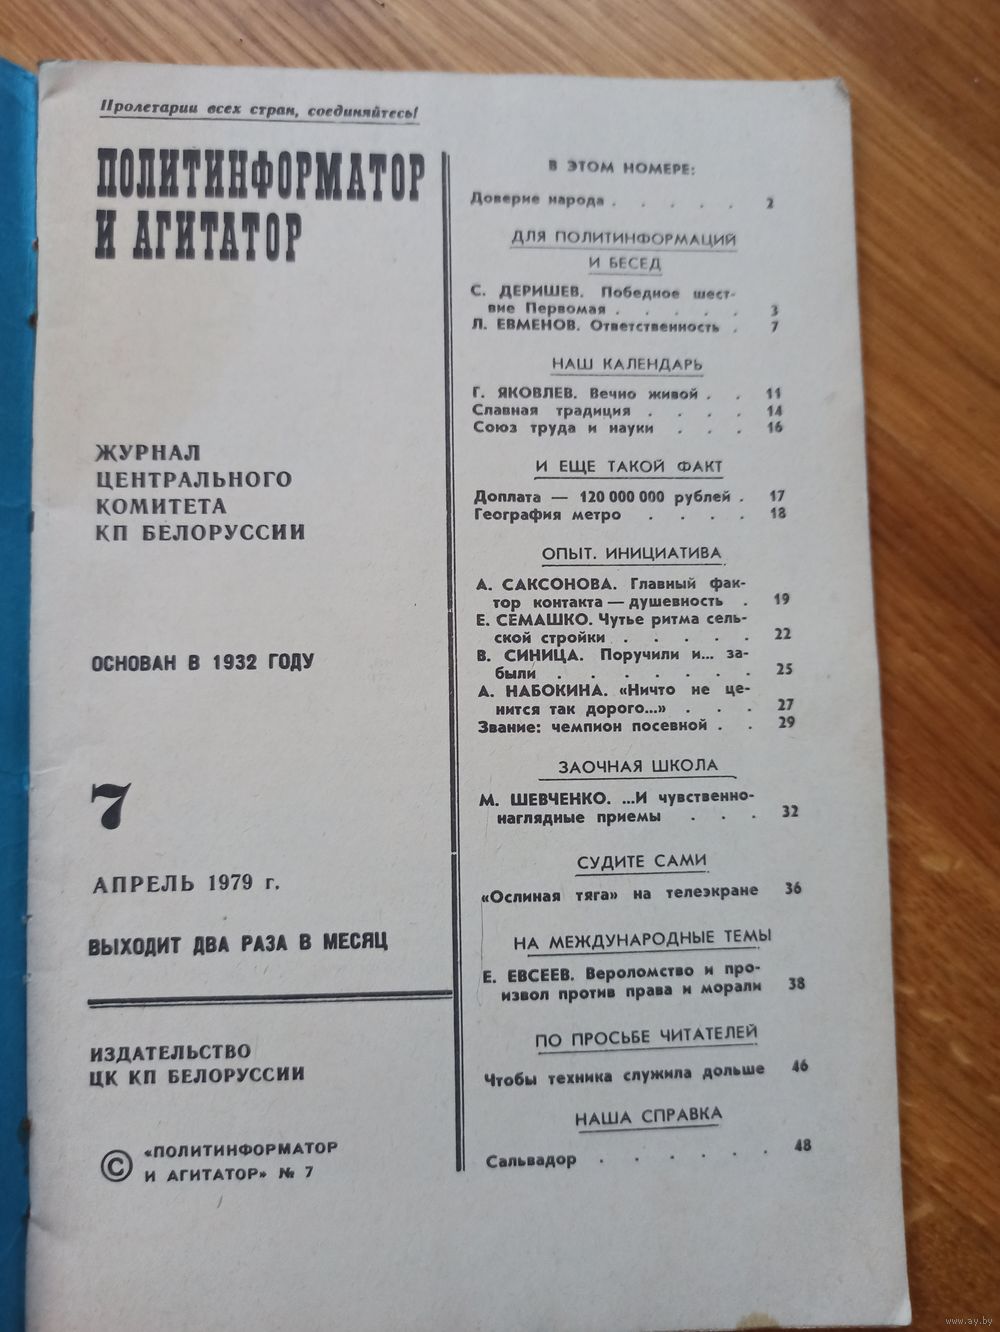 Пролетарии всех стран, соединяйтесь!
ПОЛИТИНФОРМАТОР
И АГИТАТОР
ЖУРНАЛ
ЦЕНТРАЛЬНОГО
КОМИТЕТА
КП БЕЛОРУССИИ
ОСНОВАН В 1932 ГОДУ
7
АПРЕЛЬ 1979 г.
ВЫХОДИТ ДВА РАЗА В МЕСЯЦ
ИЗДАТЕЛЬСТВО
ЦК КП БЕЛОРУССИИ
© «ПОЛИТИНФОРМАТОР
И АГИТАТОР» № 7
В ЭТОМ НОМЕРЕ:
Доверие народа . . . . . 2
ДЛЯ ПОЛИТИНФОРМАЦИЙ
И БЕСЕД
С. ДЕРИШЕВ. Победное шест-
вие Первомая . . . . . 3
Л. ЕВМЕНОВ. Ответственность . 7
НАШ КАЛЕНДАРЬ
Г. ЯКОВЛЕВ. Вечно живой . . 11
Славная традиция . . . . 14
Союз труда и науки . . . 16
И ЕЩЕ ТАКОЙ ФАКТ
Доплата — 120 000 000 рублей . 17
География метро . . . . 18
ОПЫТ. ИНИЦИАТИВА
А. САКСОНОВА. Главный фак-
тор контакта — душевность . 19
Е. СЕМАШКО. Чутье ритма сель-
ской стройки . . . . . 22
В. СИНИЦА. Поручили и... за-
были . . . . . . . 25
А. НАБОКИНА. «Ничто не це-
нится так дорого...» . . . 27
Звание: чемпион посевной . . 29
ЗАОЧНАЯ ШКОЛА
М. ШЕВЧЕНКО. ...И чувственно-
наглядные приемы . . . 32
СУДИТЕ САМИ
«Ослиная тяга» на телеэкране 36
НА МЕЖДУНАРОДНЫЕ ТЕМЫ
Е. ЕВСЕЕВ. Вероломство и про-
извол против права и морали 38
ПО ПРОСЬБЕ ЧИТАТЕЛЕЙ
Чтобы техника служила дольше 46
НАША СПРАВКА
Сальвадор . . . . . . 48
www.ay.by